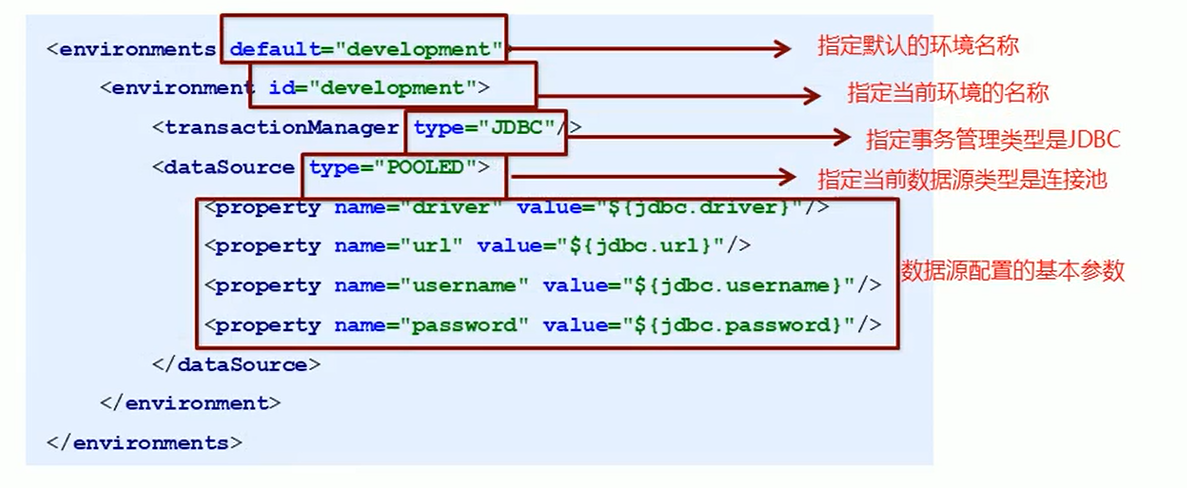 <environments default="development"
指定默认的环境名称
<environment id="development">
指定当前环境的名称
<transactionManager type="JDBC"/>
指定事务管理类型是JDBC
<dataSource type="POOLED">
指定当前数据源类型是连接池
<property name="driver" value="${jdbc.driver}"/>
<property name="url" value="${jdbc.url}"/>
<property name="username" value="${jdbc.username}"/>
<property name="password" value="${jdbc.password}"/>
数据源配置的基本参数
</dataSource>
</environment>
</environments>